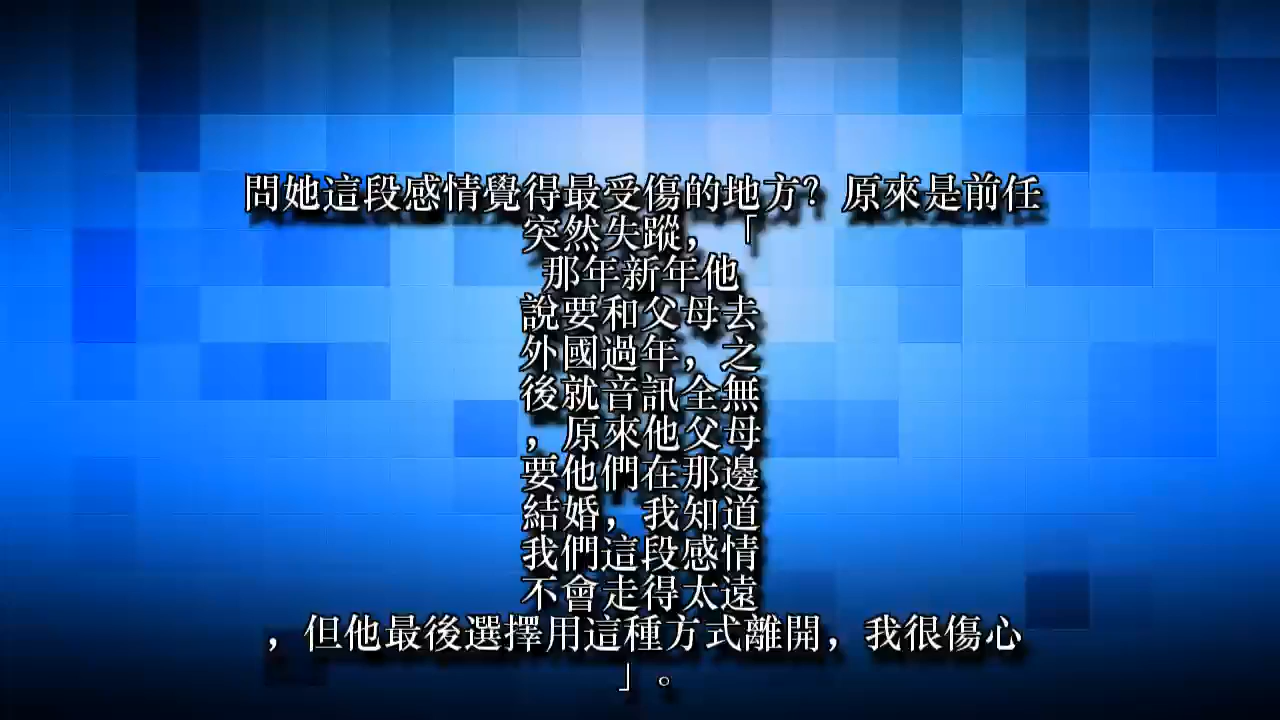 問她這段感情覺得最受傷的地方？原來是前任
突然失蹤，「
那年新年他
說要和父母去
外國過年，之
後就音訊全無
，原來他父母
要他們在那邊
結婚，我知道
我們這段感情
不會走得太遠
，但他最後選擇用這種方式離開，我很傷心
」。